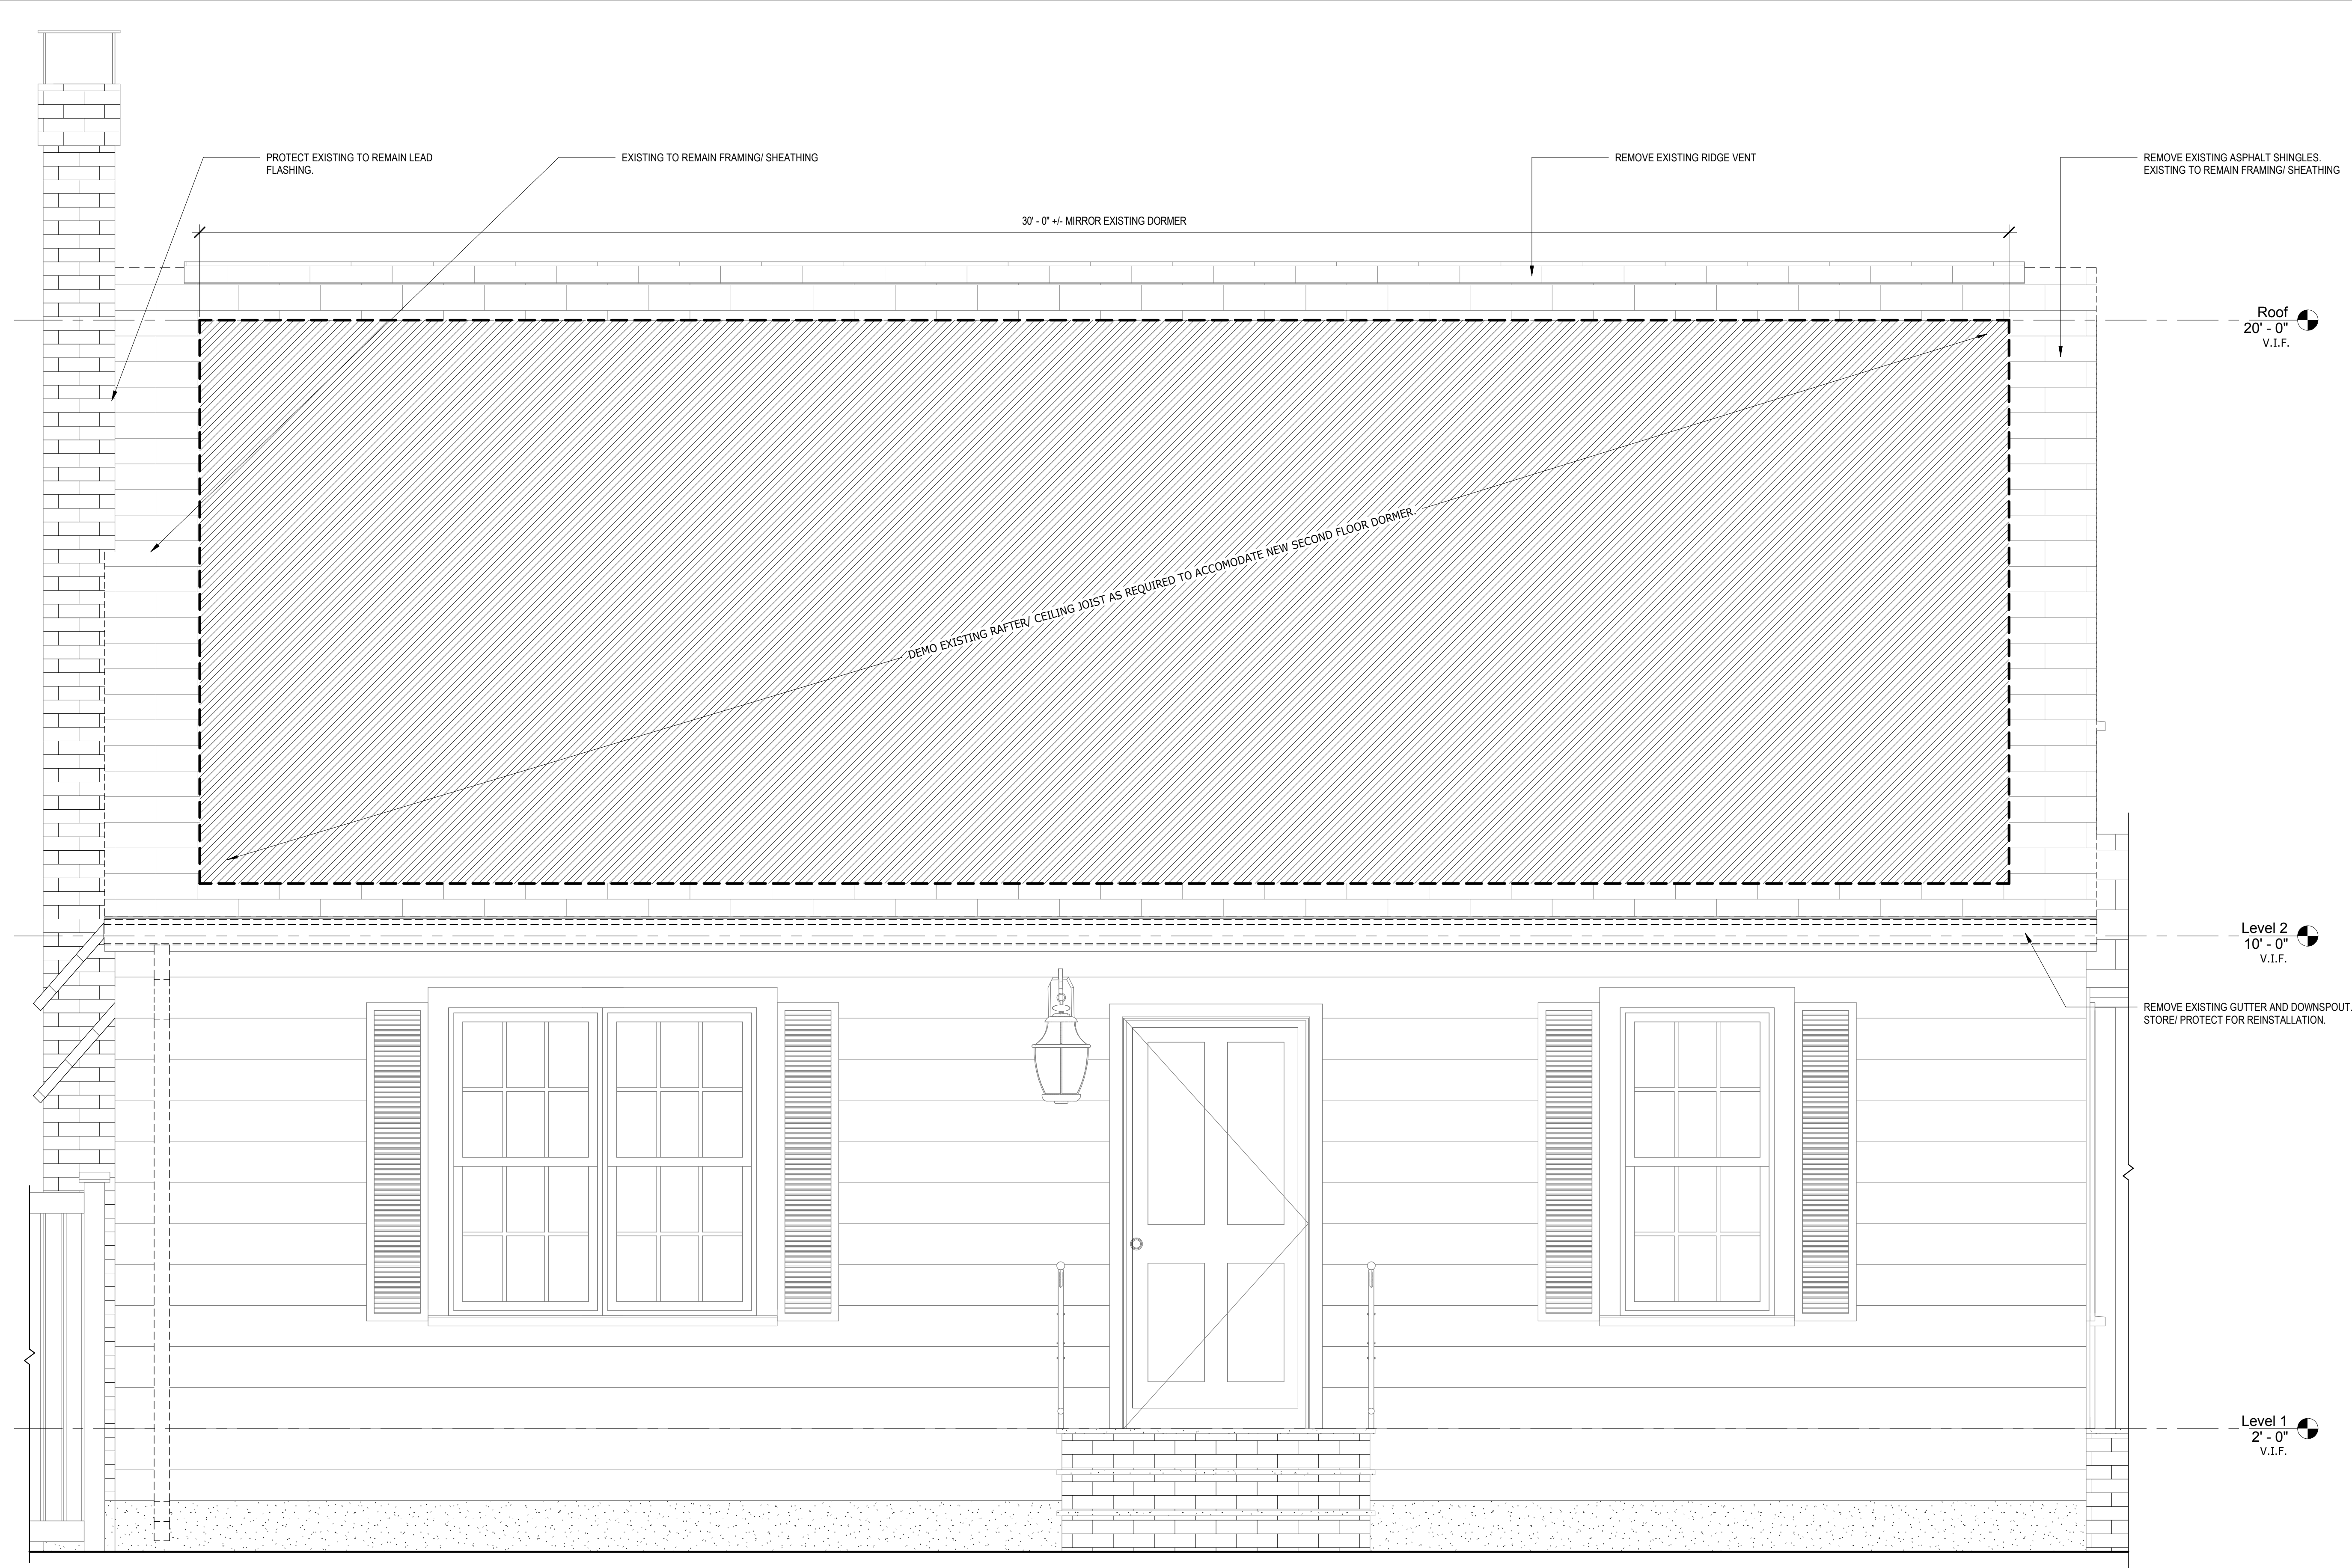 PROTECT EXISTING TO REMAIN LEAD
FLASHING.
EXISTING TO REMAIN FRAMING/ SHEATHING
REMOVE EXISTING RIDGE VENT
REMOVE EXISTING ASPHALT SHINGLES.
EXISTING TO REMAIN FRAMING/ SHEATHING
30' - 0" +/- MIRROR EXISTING DORMER
Roof
20' - 0"
V.I.F.
DEMO EXISTING RAFTER/ CEILING JOIST AS REQUIRED TO ACCOMODATE NEW SECOND FLOOR DORMER.
Level 2
10' - 0"
V.I.F.
REMOVE EXISTING GUTTER AND DOWNSPOUT.
STORE/ PROTECT FOR REINSTALLATION.
Level 1
2' - 0"
V.I.F.